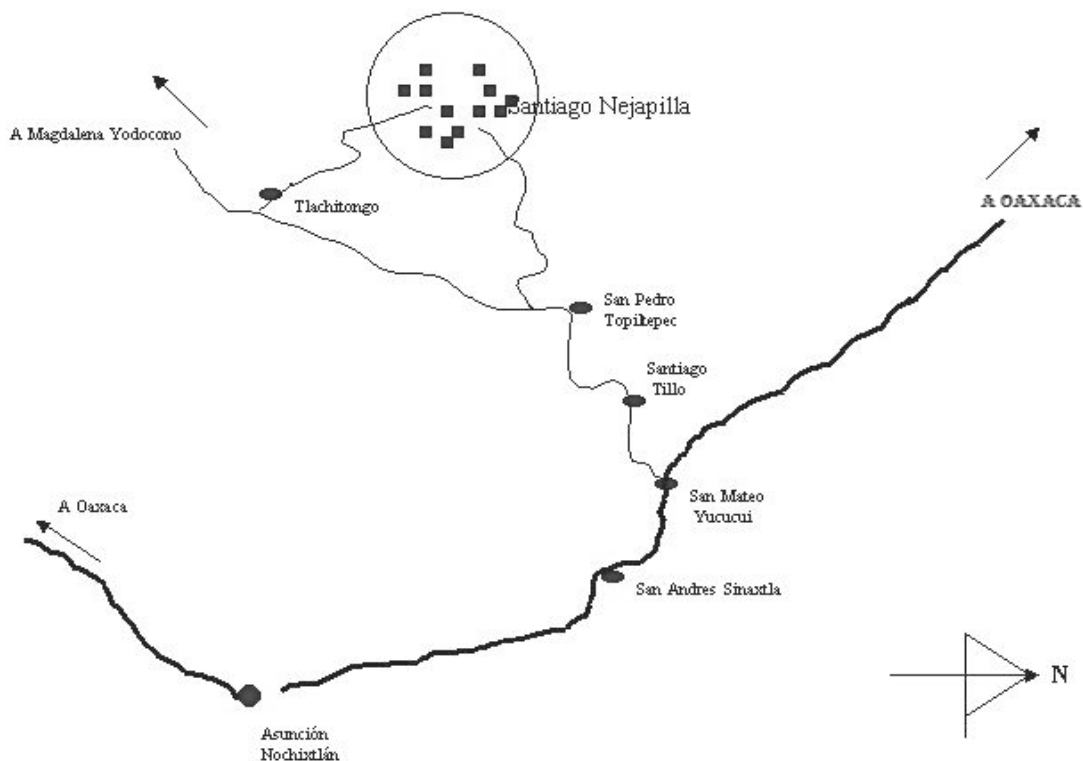 Santiago Nejapilla
A Magdalena Yodocono
A OAXACA
Tlachitongo
San Pedro
Topiltepec
Santiago
Tillo
A Oaxaca
San Mateo
Yucucui
San Andres Sinaxtla
N
Asunción
Nochixtlán